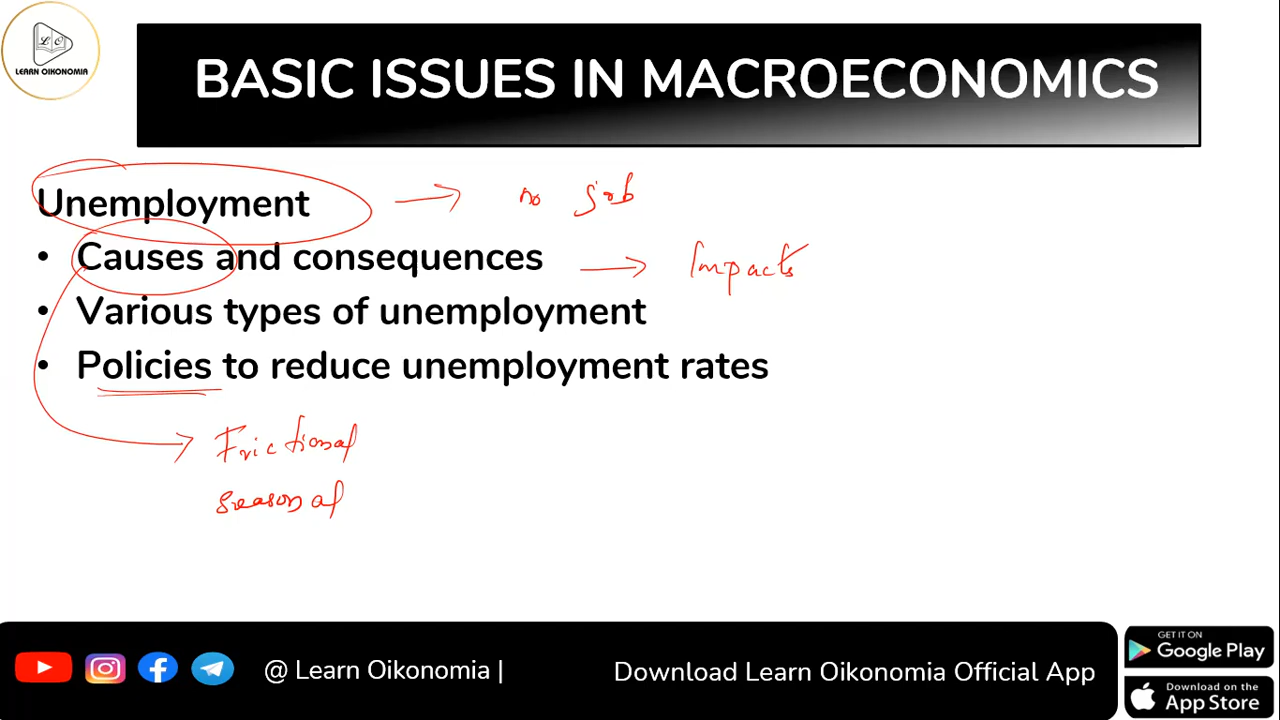 LO
LEARN OIKONOMIA
BASIC ISSUES IN MACROECONOMICS
Unemployment → no job
• Causes and consequences → Impacts
• Various types of unemployment
• Policies to reduce unemployment rates
→ Frictional
seasonal
@ Learn Oikonomia |
Download Learn Oikonomia Official App
GET IT ON
Google Play
Download on the
App Store